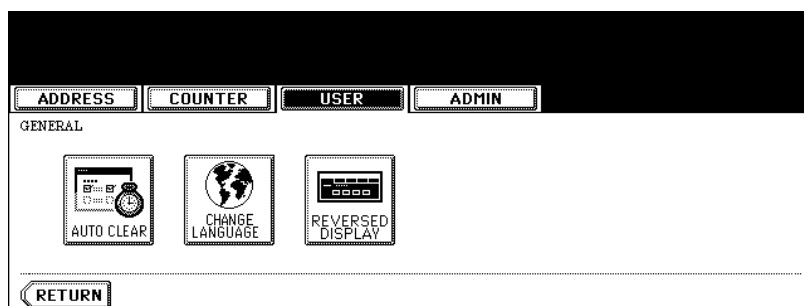 ADDRESS COUNTER USER ADMIN
GENERAL
AUTO CLEAR
CHANGE
LANGUAGE
REVERSED
DISPLAY
RETURN